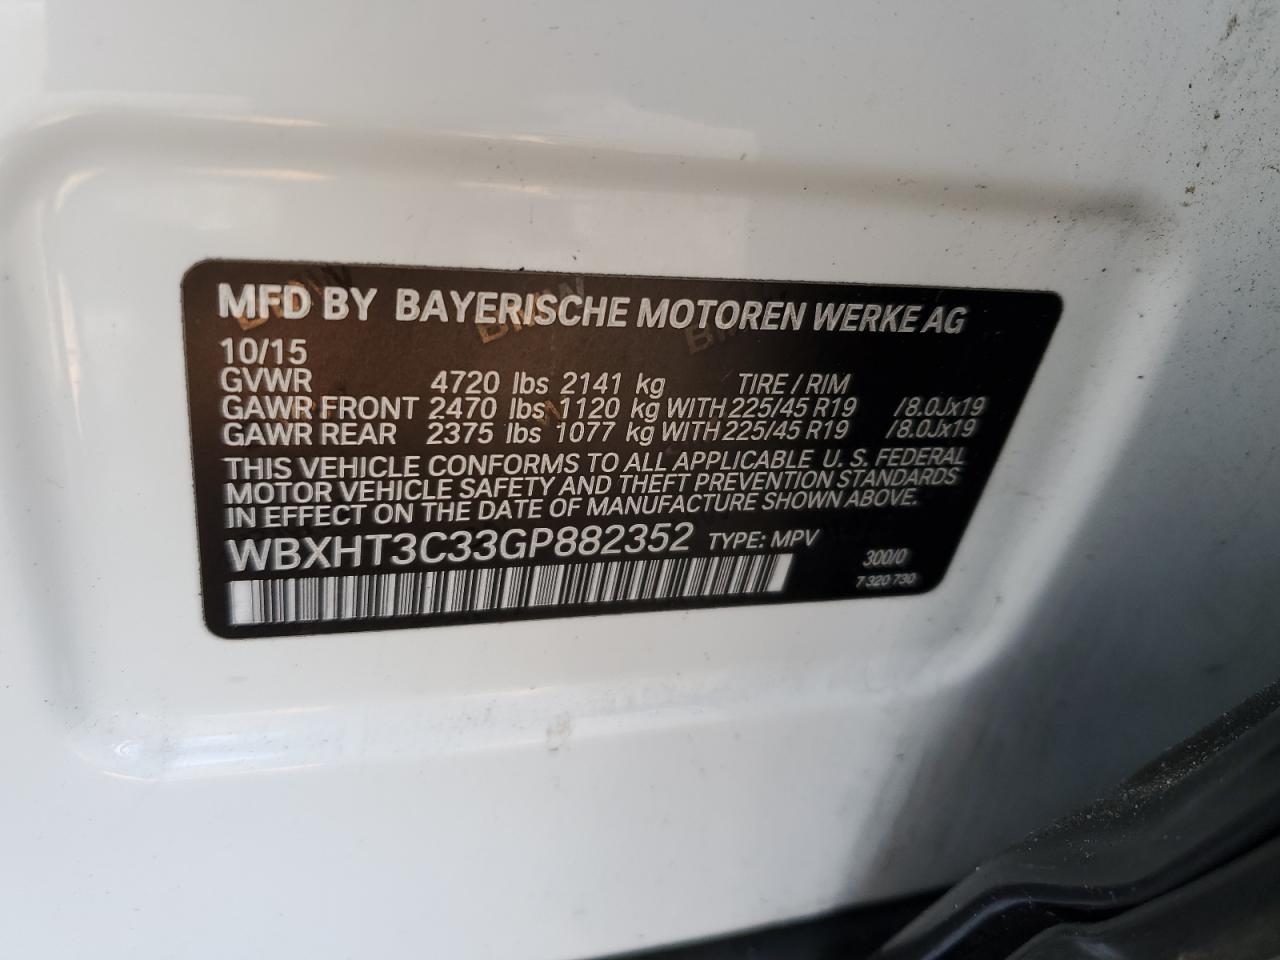 MFD BY BAYERISCHE MOTOREN WERKE AG
10/15
GVWR 4720 lbs 2141 kg TIRE / RIM
GAWR FRONT 2470 lbs 1120 kg WITH 225/45 R19 /8.0Jx19
GAWR REAR 2375 lbs 1077 kg WITH 225/45 R19 /8.0Jx19
THIS VEHICLE CONFORMS TO ALL APPLICABLE U. S. FEDERAL
MOTOR VEHICLE SAFETY AND THEFT PREVENTION STANDARDS
IN EFFECT ON THE DATE OF MANUFACTURE SHOWN ABOVE.
WBXHT3C33GP882352 TYPE: MPV
300/0
7 320 730